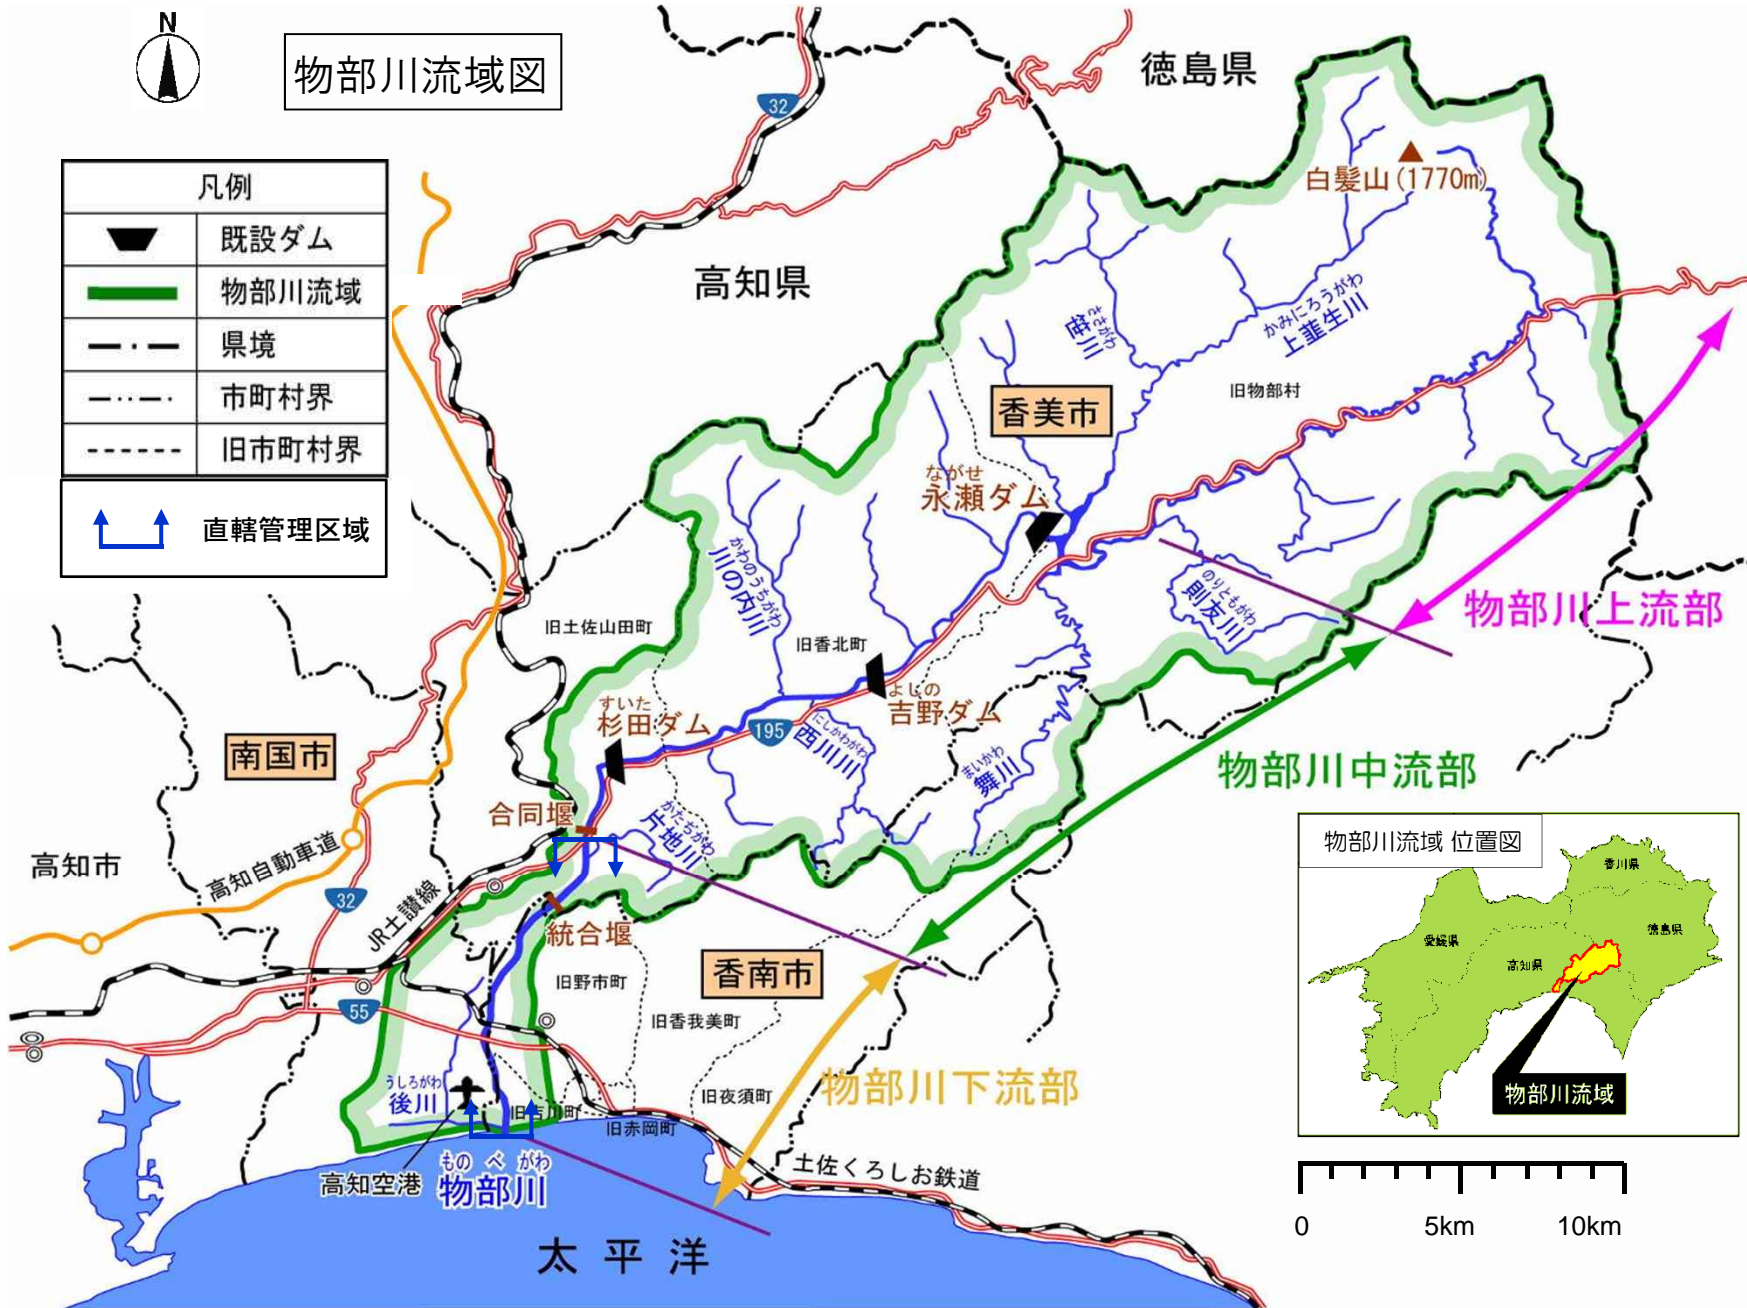 N
物部川流域図
凡例
既設ダム
物部川流域
県境
市町村界
旧市町村界
直轄管理区域
徳島県
32
白髪山(1770m)
高知県
ささがわ
笹川
かみにろうがわ
上韮生川
旧物部村
香美市
ながせ
永瀬ダム
かわのうちがわ
川の内川
のりともがわ
則友川
物部川上流部
旧土佐山田町
旧香北町
すいた
杉田ダム
よしの
吉野ダム
195
にしかわがわ
西川川
まいかわ
舞川
物部川中流部
南国市
合同堰
かたちがわ
片地川
高知市
高知自動車道
32
JR土讃線
統合堰
香南市
旧野市町
55
旧香我美町
物部川下流部
旧夜須町
うしろがわ
後川
旧吉川町
旧赤岡町
高知空港
ものべがわ
物部川
土佐くろしお鉄道
太平洋
物部川流域 位置図
香川県
愛媛県
徳島県
高知県
物部川流域
0
5km
10km